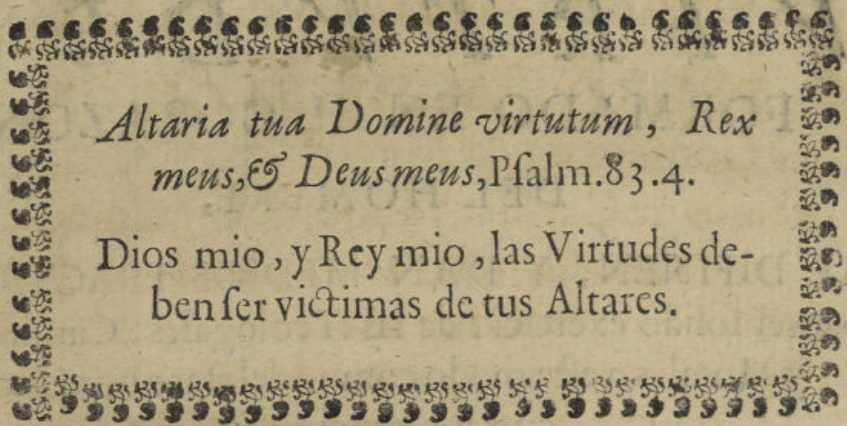 Altaria tua Domine virtutum, Rex
meus, & Deus meus, Pſalm. 83.4.
Dios mio, y Rey mio, las Virtudes de-
ben ſer victimas de tus Altares.